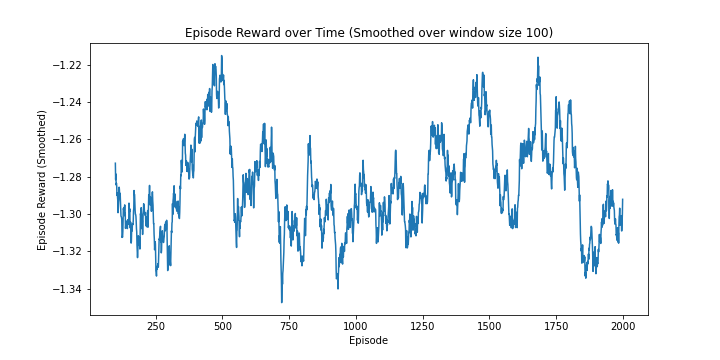 Episode Reward over Time (Smoothed over window size 100)
Episode Reward (Smoothed)
−1.22
−1.24
−1.26
−1.28
−1.30
−1.32
−1.34
250 500 750 1000 1250 1500 1750 2000
Episode